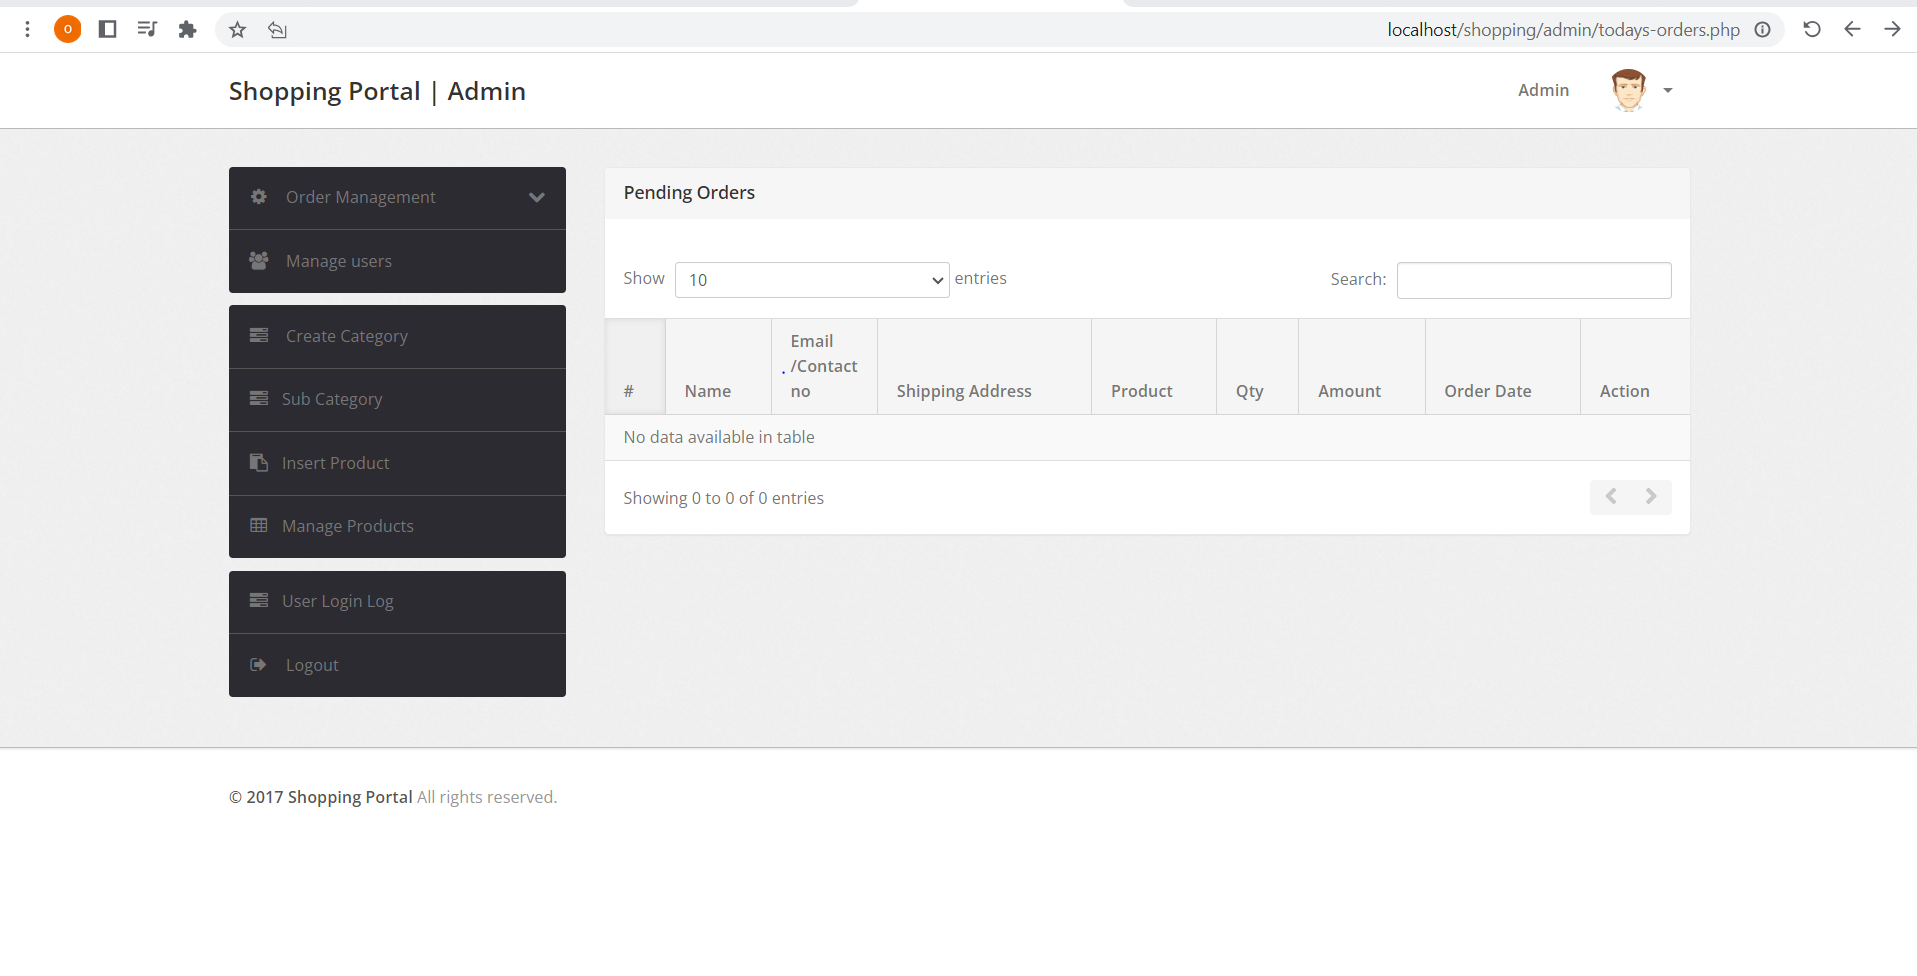 O
localhost/shopping/admin/todays-orders.php
Shopping Portal | Admin
Admin
Order Management
Manage users
Create Category
Sub Category
Insert Product
Manage Products
User Login Log
Logout
Pending Orders
Show 10 entries
Search:
# Name Email /Contact no Shipping Address Product Qty Amount Order Date Action
No data available in table
Showing 0 to 0 of 0 entries
© 2017 Shopping Portal All rights reserved.